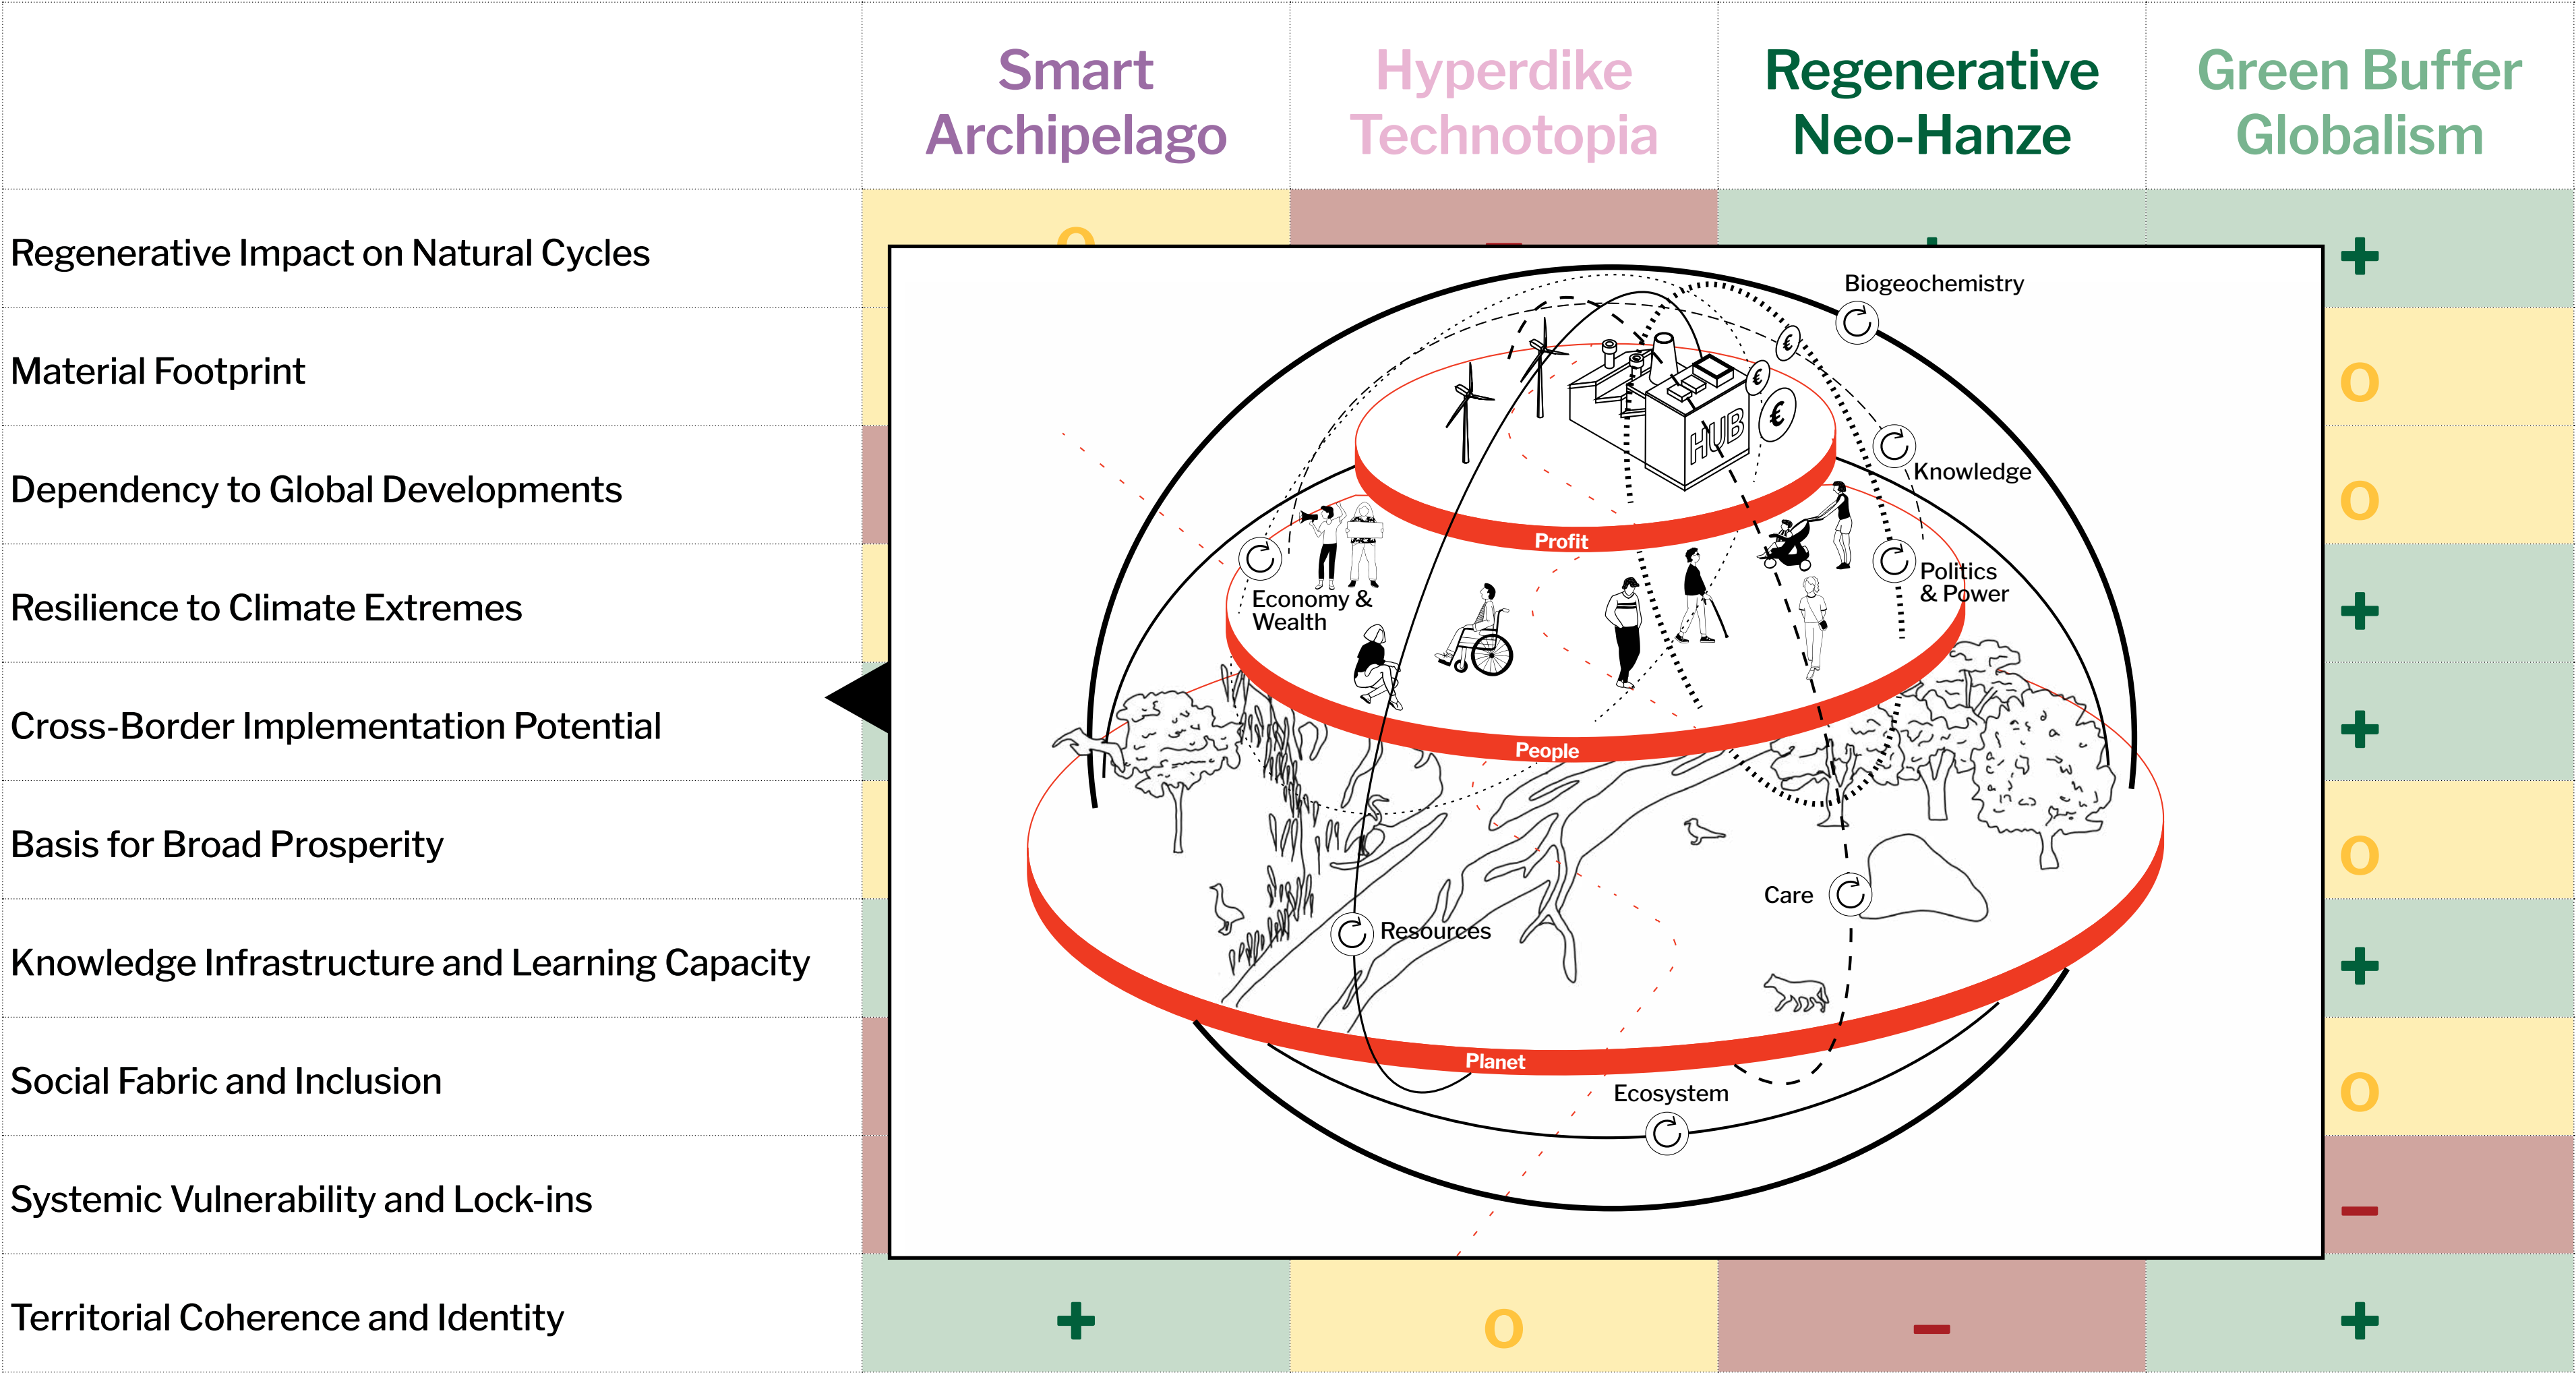 Smart
Archipelago
Hyperdike
Technotopia
Regenerative
Neo-Hanze
Green Buffer
Globalism
Regenerative Impact on Natural Cycles
+
Material Footprint
o
Dependency to Global Developments
o
Resilience to Climate Extremes
+
Cross-Border Implementation Potential
+
Basis for Broad Prosperity
o
Knowledge Infrastructure and Learning Capacity
+
Social Fabric and Inclusion
o
Systemic Vulnerability and Lock-ins
–
Territorial Coherence and Identity
+
o
–
+
Biogeochemistry
€
€
€
HUB
Knowledge
Profit
Politics
& Power
Economy &
Wealth
People
Care
Resources
Planet
Ecosystem